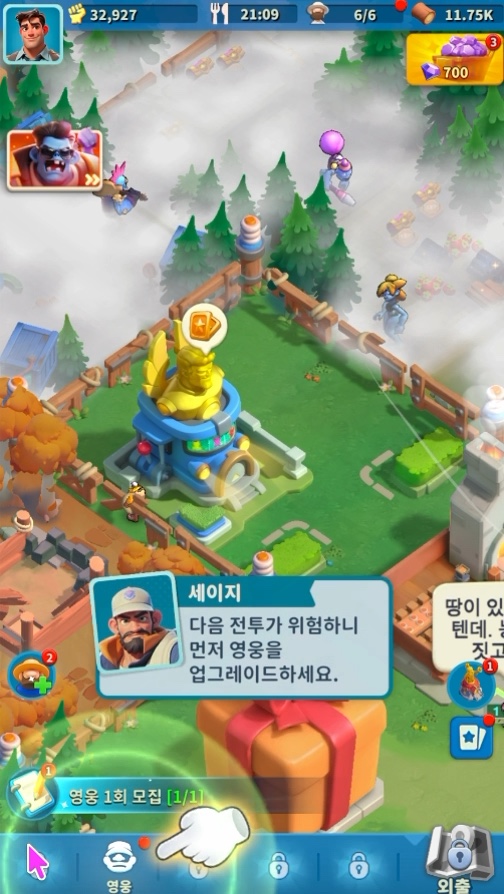 32,927
21:09
6/6
11.75K
3
700
세이지
다음 전투가 위험하니
먼저 영웅을
업그레이드하세요.
땅이 있
텐데.
짓고
2
1
1
영웅 1회 모집 [1/1]
영웅
외출